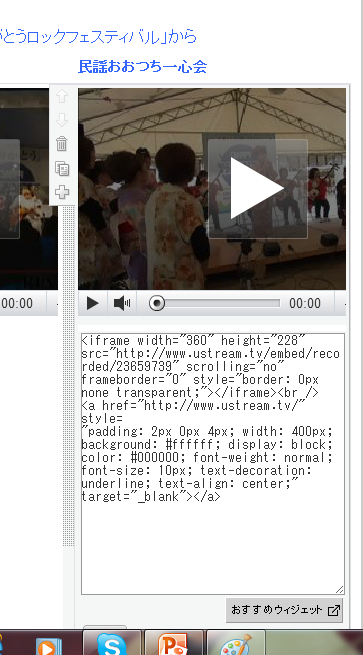 がとうロックフェスティバル」から
民謡おおつち一心会
00:00
00:00
<iframe width="360" height="228"
src="http://www.ustream.tv/embed/reco
rded/23659739" scrolling="no"
frameborder="0" style="border: 0px
none transparent;"></iframe><br />
<a href="http://www.ustream.tv/"
style=
"padding: 2px 0px 4px; width: 400px;
background: #ffffff; display: block;
color: #000000; font-weight: normal;
font-size: 10px; text-decoration:
underline; text-align: center;"
target="_blank"></a>
おすすめウィジェット